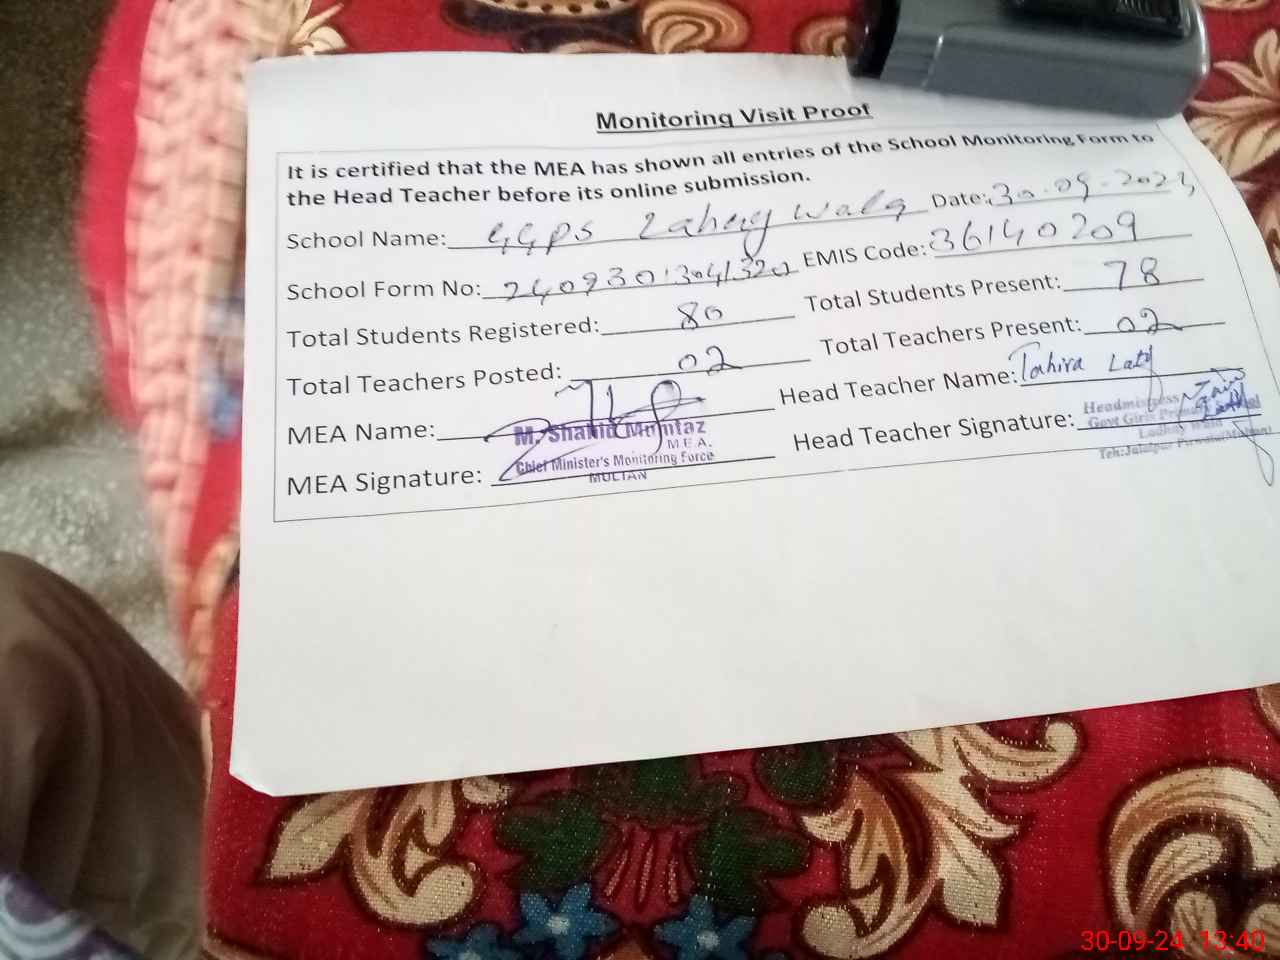 Monitoring Visit Proof
It is certified that the MEA has shown all entries of the School Monitoring Form to
the Head Teacher before its online submission.
School Name: GGPS Wala Date: 30-09-2024
School Form No: EMIS Code: 36140209
Total Students Registered: 80 Total Students Present: 78
Total Teachers Posted: 02 Total Teachers Present: 02
MEA Name: Head Teacher Name: Tahira Latif
M. Shahid Mumtaz
M.E.A.
Chief Minister's Monitoring Force
MULTAN
MEA Signature: Head Teacher Signature:
Headmistress
Govt Girls Primary School
30-09-24 13:40